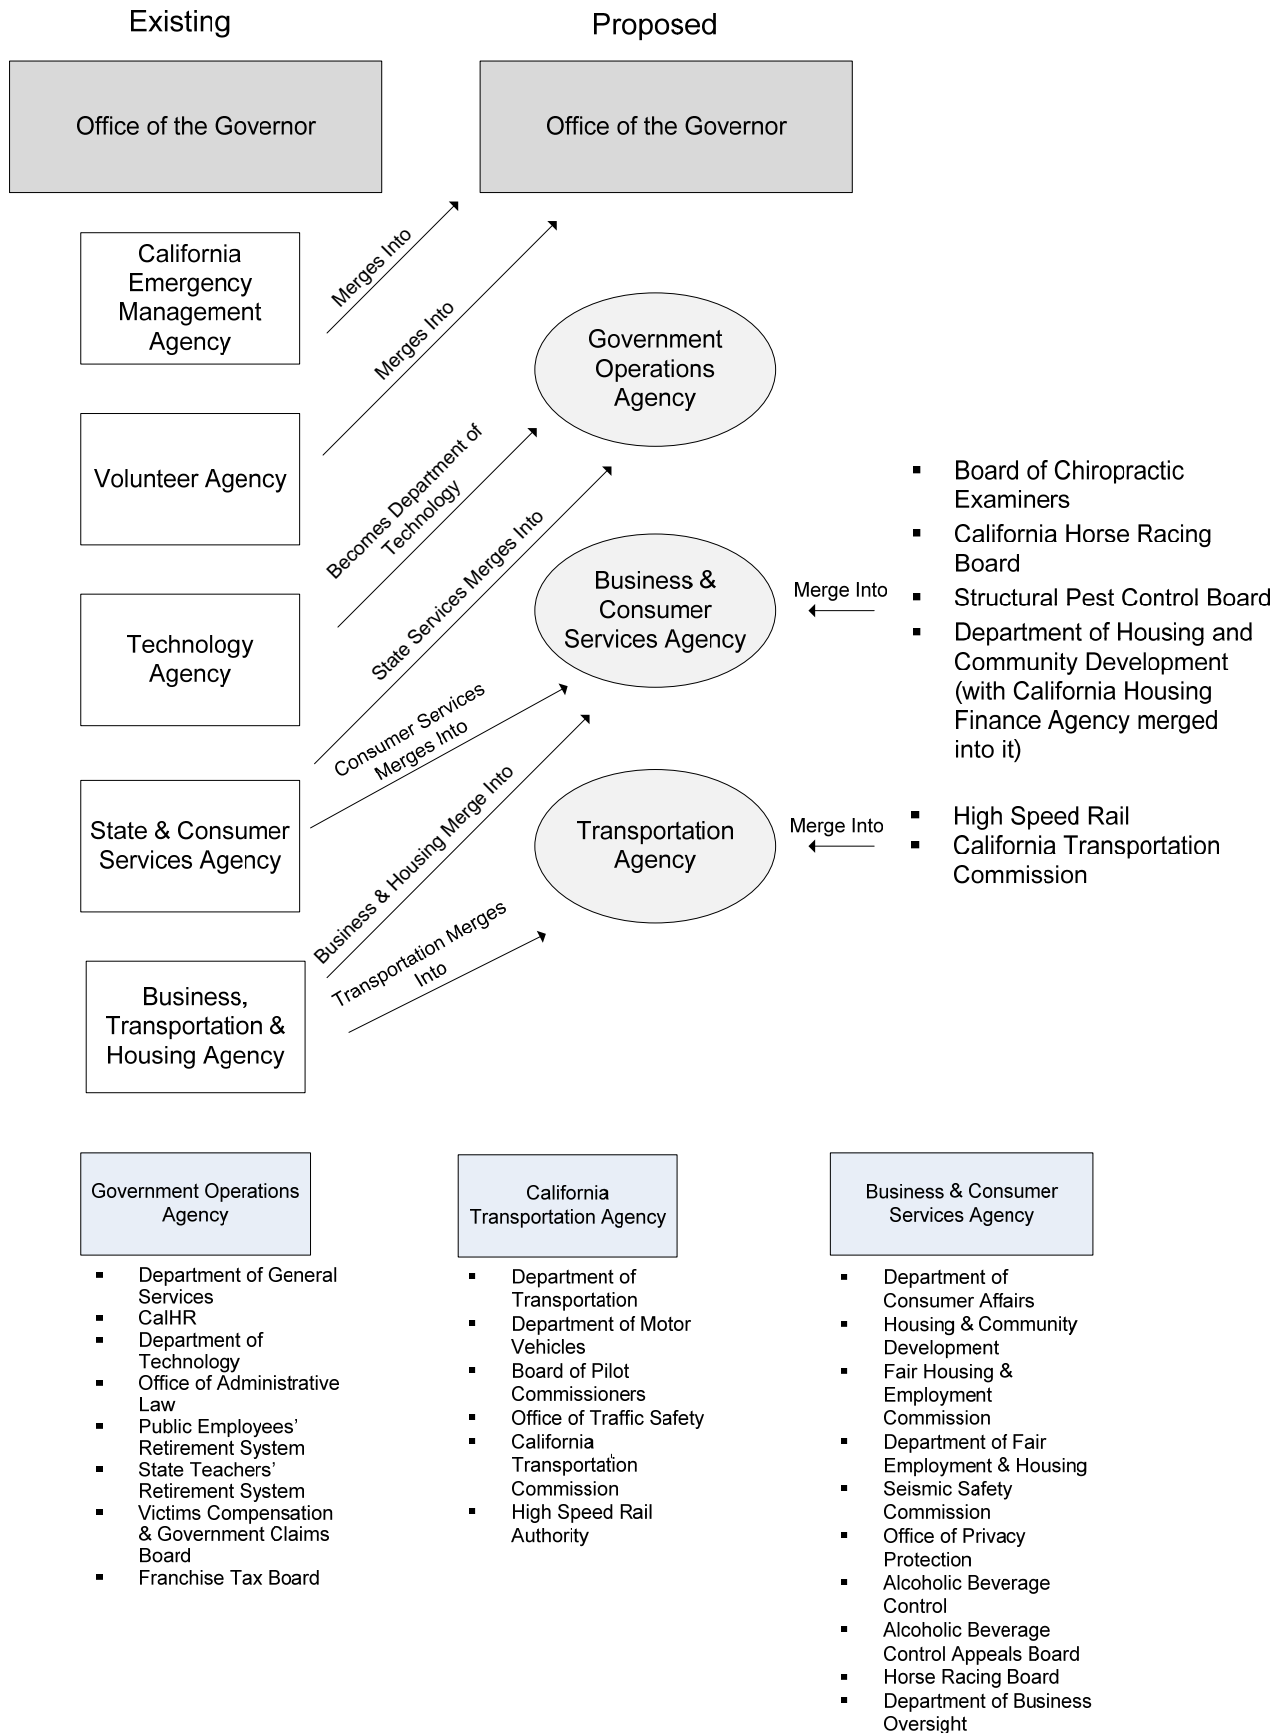 Existing
Proposed
Office of the Governor
Office of the Governor
California
Emergency
Management
Agency
Merges Into
Merges Into
Government
Operations
Agency
Volunteer Agency
Becomes Department of
Technology
State Services Merges Into
Technology
Agency
Business &
Consumer
Services Agency
Merge Into
▪ Board of Chiropractic
Examiners
▪ California Horse Racing
Board
▪ Structural Pest Control Board
▪ Department of Housing and
Community Development
(with California Housing
Finance Agency merged
into it)
Consumer Services
Merges Into
State & Consumer
Services Agency
Business & Housing Merge Into
Transportation
Agency
Merge Into
▪ High Speed Rail
▪ California Transportation
Commission
Transportation Merges
Into
Business,
Transportation &
Housing Agency
Government Operations
Agency
▪ Department of General
Services
▪ CalHR
▪ Department of
Technology
▪ Office of Administrative
Law
▪ Public Employees’
Retirement System
▪ State Teachers’
Retirement System
▪ Victims Compensation
& Government Claims
Board
▪ Franchise Tax Board
California
Transportation Agency
▪ Department of
Transportation
▪ Department of Motor
Vehicles
▪ Board of Pilot
Commissioners
▪ Office of Traffic Safety
▪ California
Transportation
Commission
▪ High Speed Rail
Authority
Business & Consumer
Services Agency
▪ Department of
Consumer Affairs
▪ Housing & Community
Development
▪ Fair Housing &
Employment
Commission
▪ Department of Fair
Employment & Housing
▪ Seismic Safety
Commission
▪ Office of Privacy
Protection
▪ Alcoholic Beverage
Control
▪ Alcoholic Beverage
Control Appeals Board
▪ Horse Racing Board
▪ Department of Business
Oversight